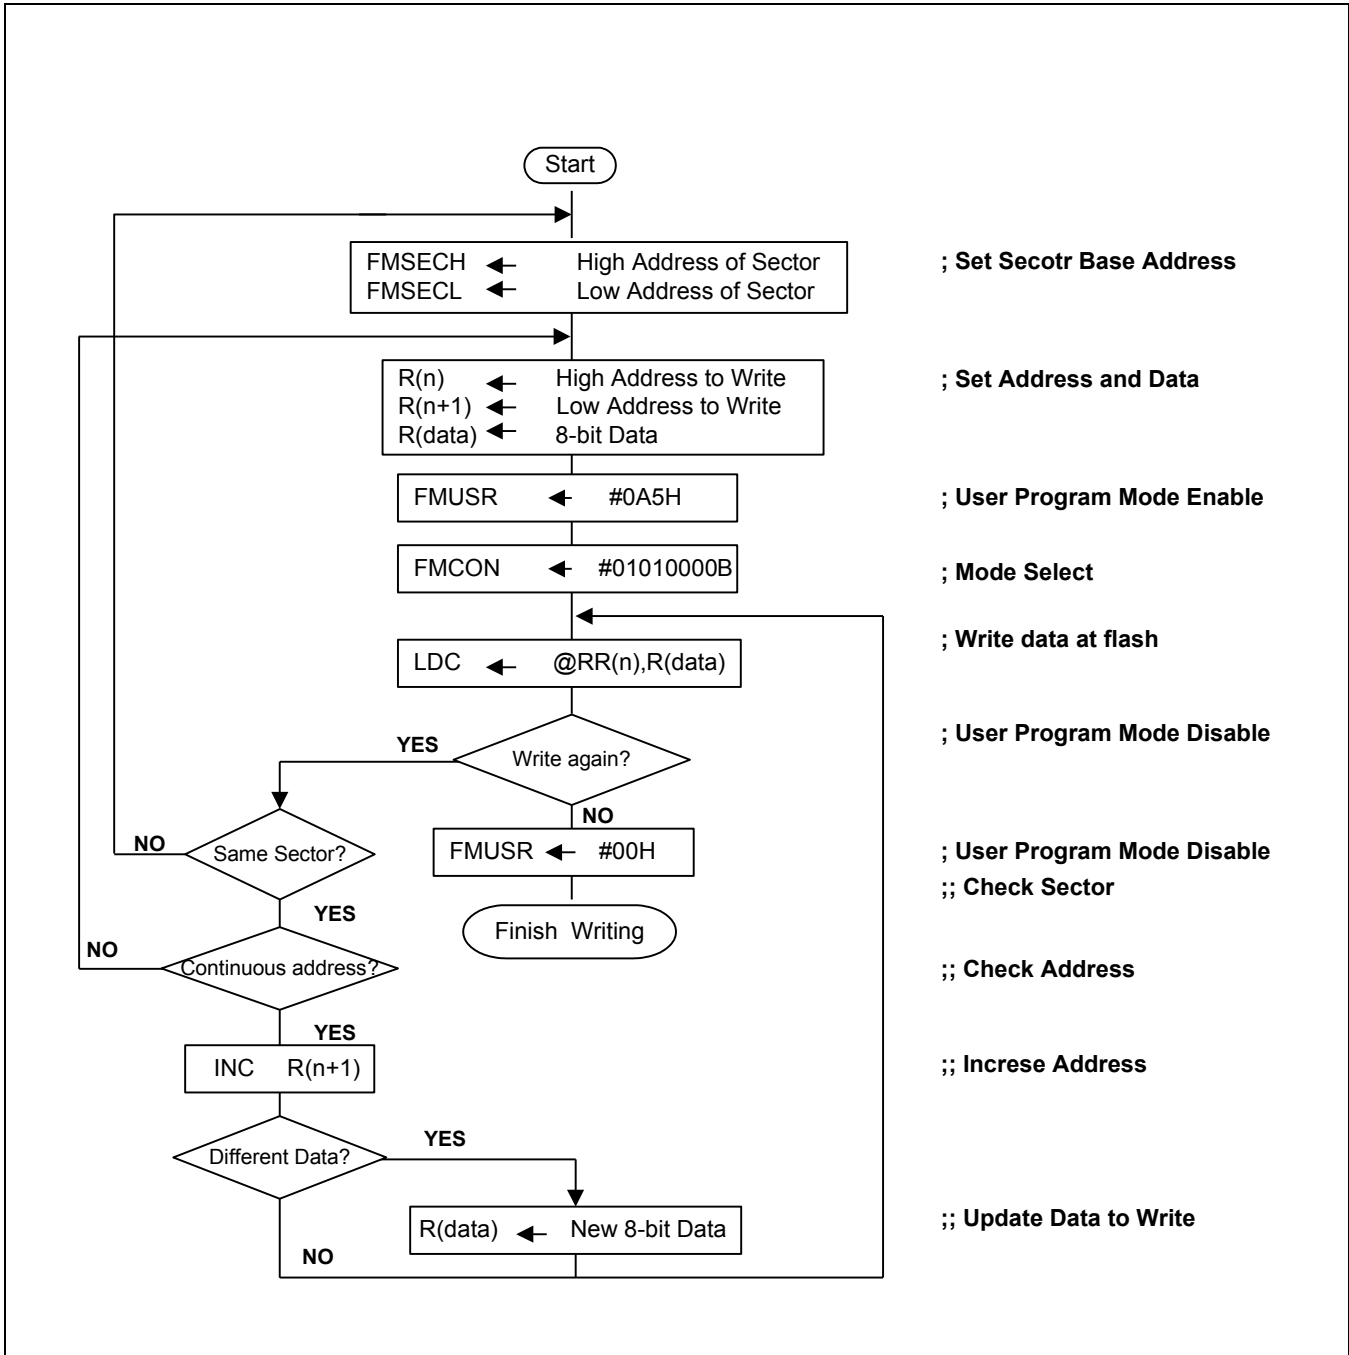 Start
FMSECH High Address of Sector ; Set Secotr Base Address
FMSECL Low Address of Sector
R(n) High Address to Write ; Set Address and Data
R(n+1) Low Address to Write
R(data) 8-bit Data
FMUSR #0A5H ; User Program Mode Enable
FMCON #01010000B ; Mode Select
; Write data at flash
LDC @RR(n),R(data)
; User Program Mode Disable
YES
Write again?
NO
NO Same Sector? FMUSR #00H ; User Program Mode Disable
;; Check Sector
YES
Finish Writing
NO
Continuous address? ;; Check Address
YES
INC R(n+1) ;; Increse Address
YES
Different Data?
R(data) New 8-bit Data ;; Update Data to Write
NO